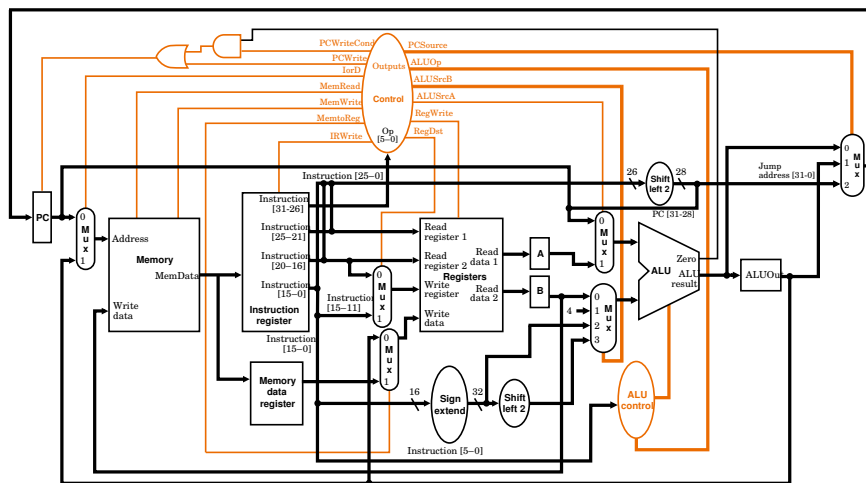 PCWriteCond
PCWrite
IorD
MemRead
MemWrite
MemtoReg
IRWrite
Outputs
Control
Op
[5–0]
PCSource
ALUOp
ALUSrcB
ALUSrcA
RegWrite
RegDst
PC
0
M
u
x
1
Address
Memory
MemData
Write
data
Instruction
[31-26]
Instruction
[25–21]
Instruction
[20–16]
Instruction
[15–0]
Instruction
register
Instruction [25–0]
Instruction
[15–11]
Instruction
[15–0]
Memory
data
register
0
M
u
x
1
0
M
u
x
1
Read
register 1
Read
register 2
Registers
Write
register
Write
data
Read
data 1
Read
data 2
A
B
4
0
M
u
x
1
0
1
M
u
x
2
3
16
Sign
extend
32
Shift
left 2
Instruction [5–0]
26
Shift
left 2
28
PC [31-28]
Jump
address [31-0]
Zero
ALU
ALU
result
ALUOut
ALU
control
0
1
M
u
x
2